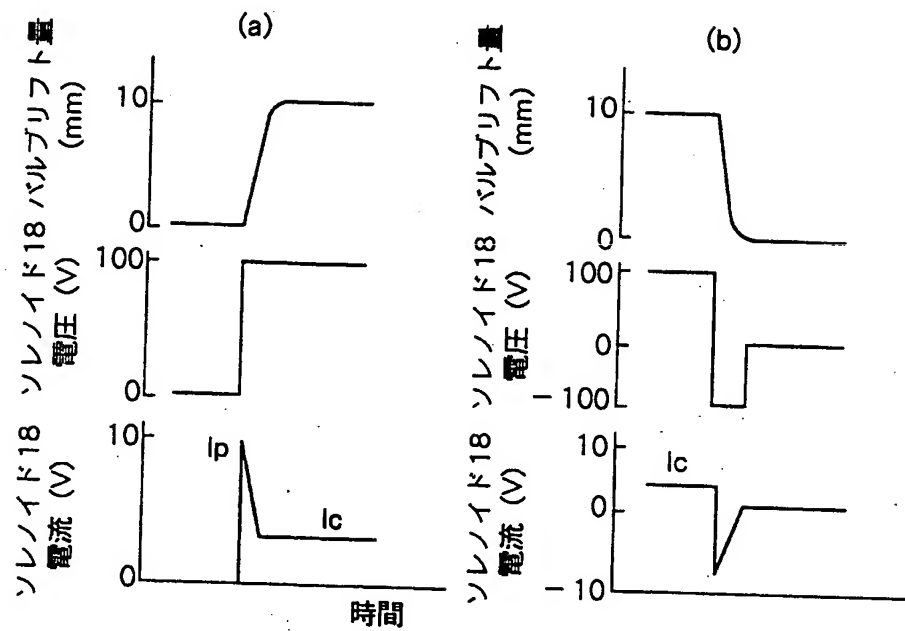 (a)
バルブリフト量
(mm)
10
0
ソレノイド18
電圧 (V)
100
0
ソレノイド18
電流 (V)
10
0
Ip
Ic
時間
(b)
バルブリフト量
(mm)
10
0
ソレノイド18
電圧 (V)
100
0
-100
ソレノイド18
電流 (V)
10
0
-10
Ic